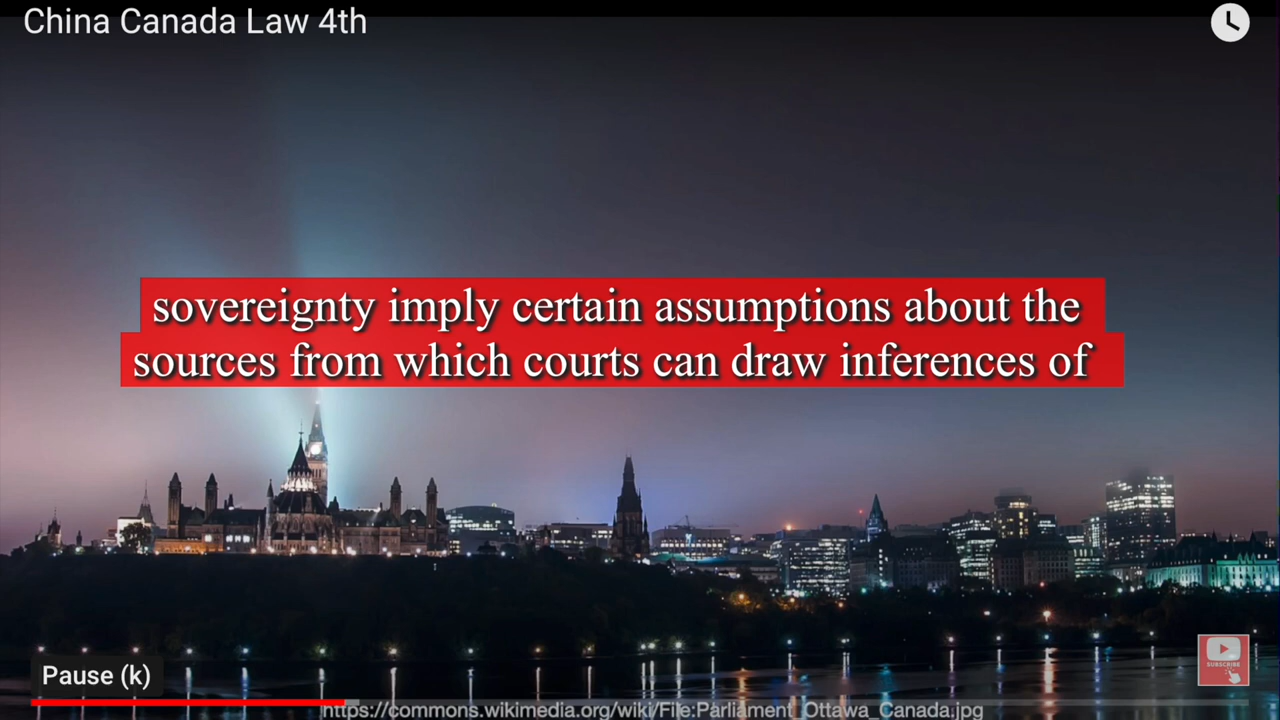 China Canada Law 4th
sovereignty imply certain assumptions about the
sources from which courts can draw inferences of
SUBSCRIBE
Pause (k)
https://commons.wikimedia.org/wiki/File:Parliament_Ottawa_Canada.jpg